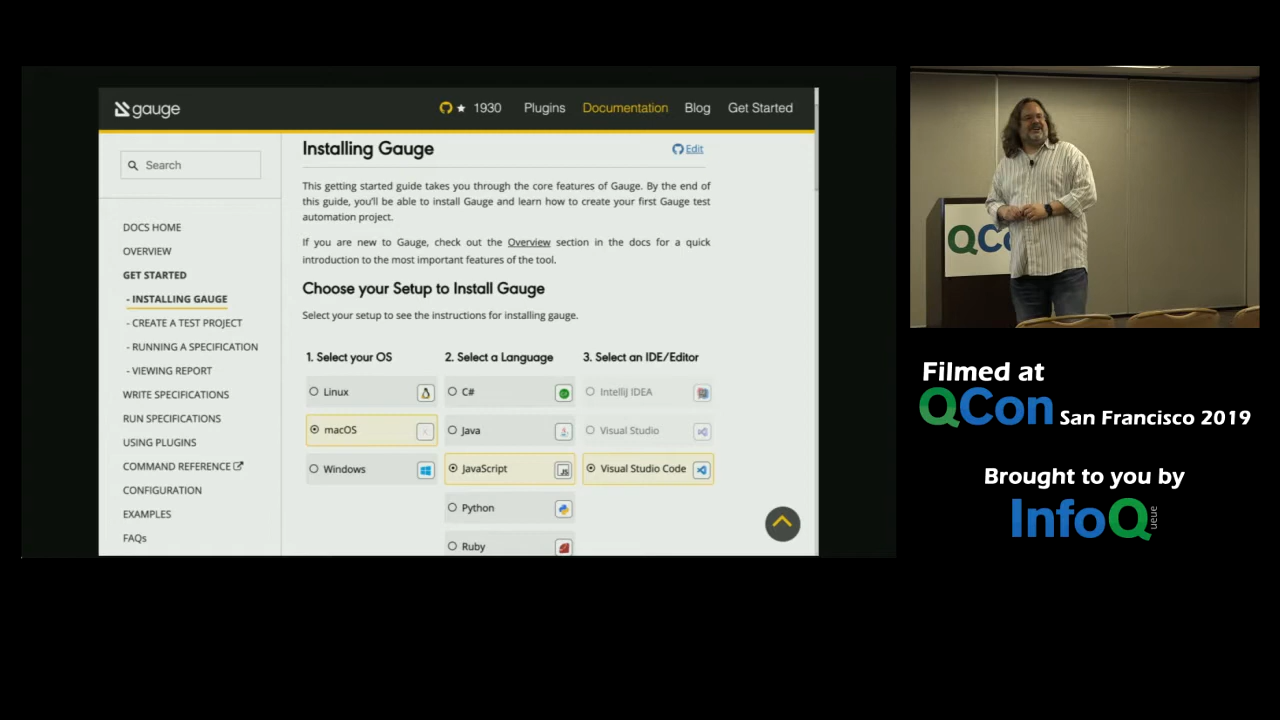 gauge
1930 Plugins Documentation Blog Get Started
Search
DOCS HOME
OVERVIEW
GET STARTED
- INSTALLING GAUGE
- CREATE A TEST PROJECT
- RUNNING A SPECIFICATION
- VIEWING REPORT
WRITE SPECIFICATIONS
RUN SPECIFICATIONS
USING PLUGINS
COMMAND REFERENCE
CONFIGURATION
EXAMPLES
FAQs
Installing Gauge
Edit
This getting started guide takes you through the core features of Gauge. By the end
of this guide, you'll be able to install Gauge and learn how to create your first Gauge test
automation project.
If you are new to Gauge, check out the Overview section in the docs for a quick
introduction to the most important features of the tool.
Choose your Setup to Install Gauge
Select your setup to see the instructions for installing gauge.
1. Select your OS
Linux
macOS
Windows
2. Select a Language
C#
Java
JavaScript
JS
Python
Ruby
3. Select an IDE/Editor
IntelliJ IDEA
Visual Studio
Visual Studio Code
QCo
Filmed at
QCon San Francisco 2019
Brought to you by
InfoQueue